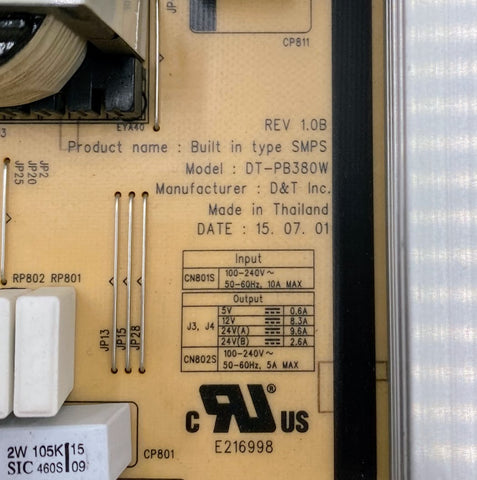 JP
CP811
3
EYA40
REV 1.0B
Product name : Built in type SMPS
Model : DT-PB380W
Manufacturer : D&T Inc.
Made in Thailand
DATE : 15. 07. 01
JP2
JP20
JP25
RP802 RP801
JP13
JP15
JP28
Input
CN801S 100-240V~
50-60Hz, 10A MAX
Output
J3, J4
5V 0.6A
12V 8.3A
24V(A) 9.6A
24V(B) 2.6A
CN802S 100-240V~
50-60Hz, 5A MAX
c RU US
E216998
2W 105K 15
SIC 460S 09
CP801